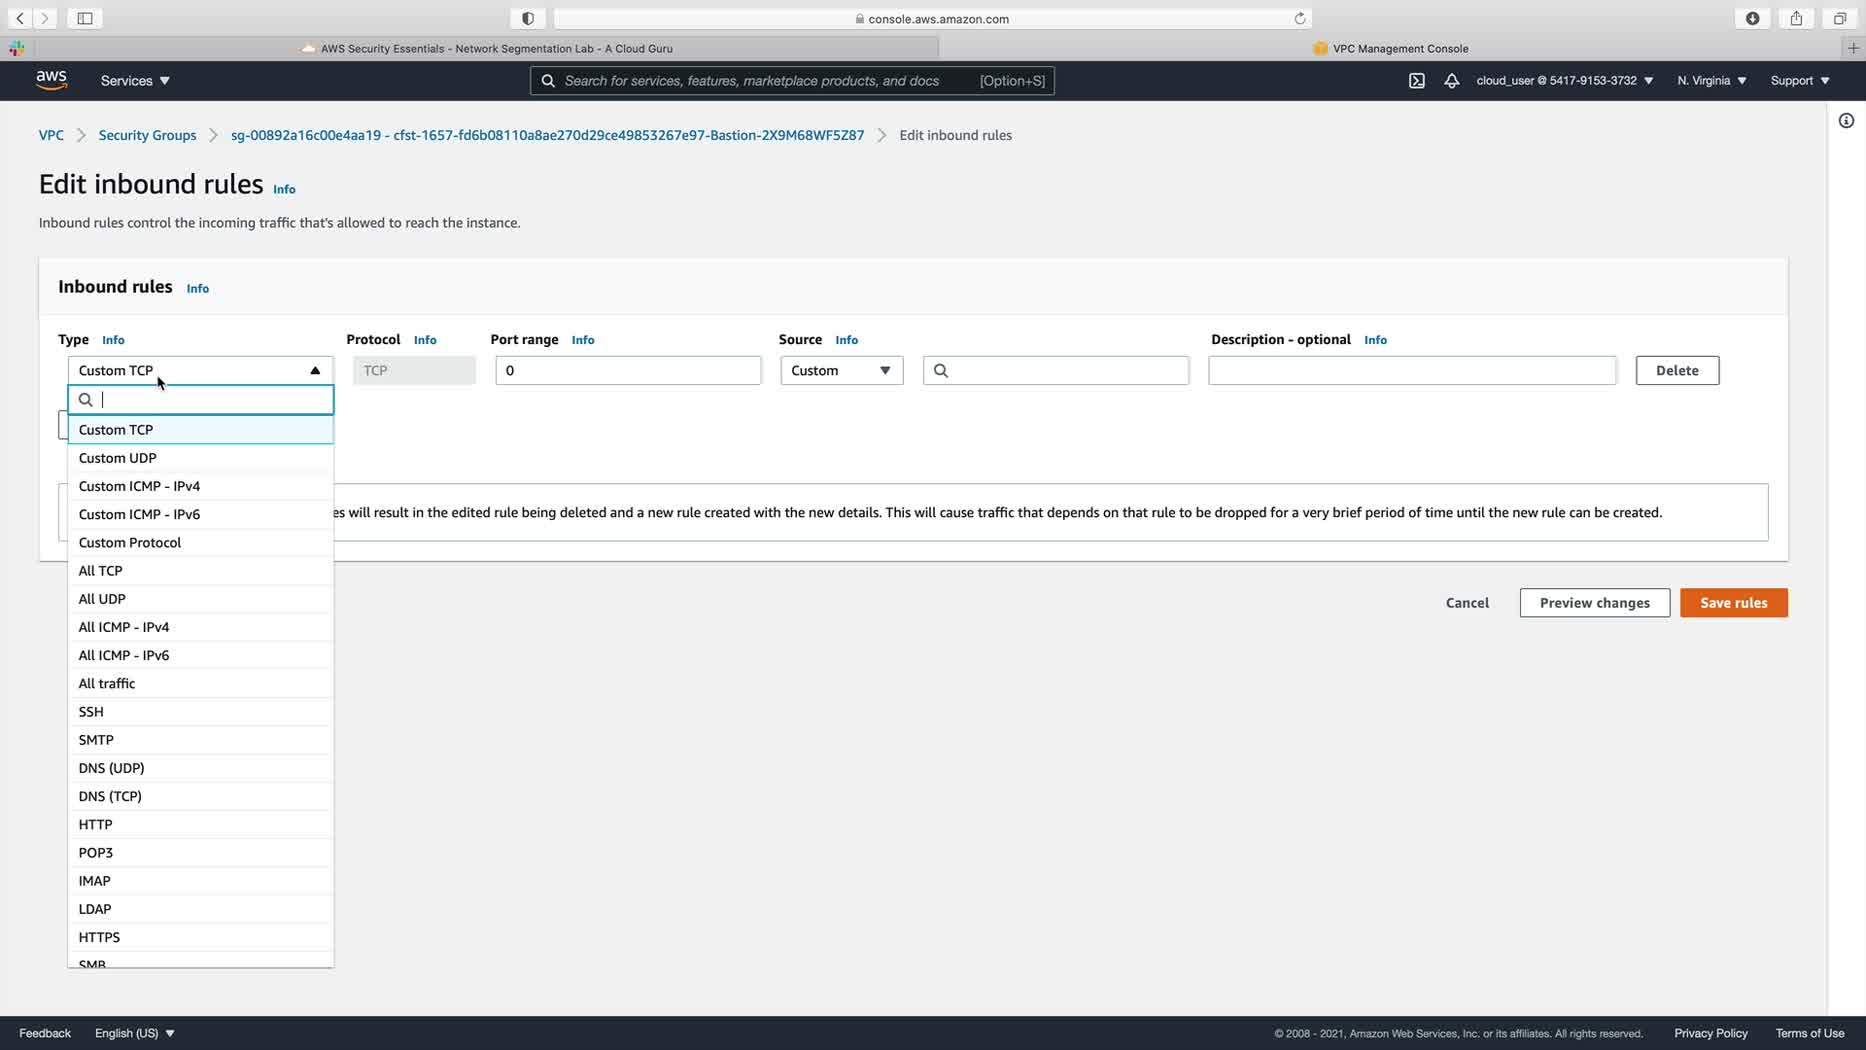 console.aws.amazon.com
AWS Security Essentials - Network Segmentation Lab - A Cloud Guru
VPC Management Console
aws
Services
Search for services, features, marketplace products, and docs [Option+S]
cloud_user @ 5417-9153-3732
N. Virginia
Support
VPC
Security Groups
sg-00892a16c00e4aa19 - cfst-1657-fd6b08110a8ae270d29ce49853267e97-Bastion-2X9M68WF5Z87
Edit inbound rules
Edit inbound rules Info
Inbound rules control the incoming traffic that's allowed to reach the instance.
Inbound rules Info
Type Info
Protocol Info
Port range Info
Source Info
Description - optional Info
Custom TCP
TCP
0
Custom
Delete
Custom TCP
Custom UDP
Custom ICMP - IPv4
Custom ICMP - IPv6
es will result in the edited rule being deleted and a new rule created with the new details. This will cause traffic that depends on that rule to be dropped for a very brief period of time until the new rule can be created.
Custom Protocol
All TCP
All UDP
All ICMP - IPv4
All ICMP - IPv6
All traffic
SSH
SMTP
DNS (UDP)
DNS (TCP)
HTTP
POP3
IMAP
LDAP
HTTPS
SMB
Cancel
Preview changes
Save rules
Feedback
English (US)
© 2008 - 2021, Amazon Web Services, Inc. or its affiliates. All rights reserved.
Privacy Policy
Terms of Use